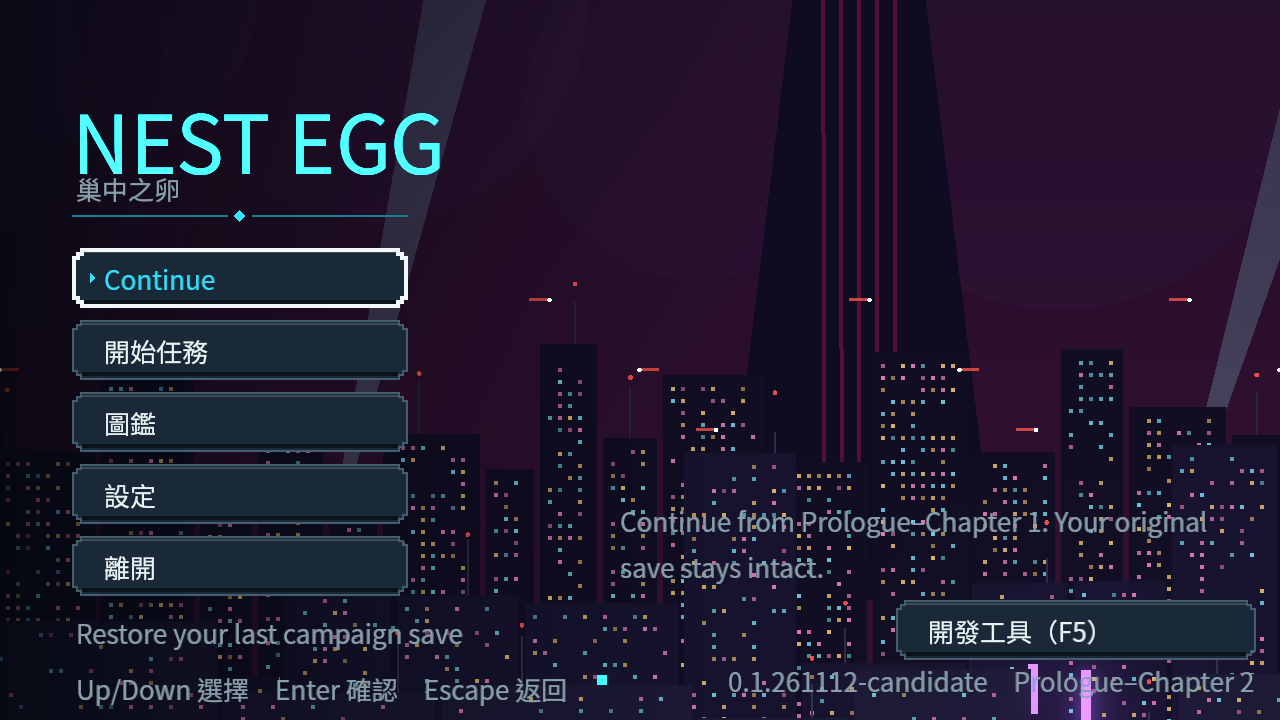 NEST EGG
巢中之卵
Continue
開始任務
圖鑑
設定
離開
Continue from Prologue–Chapter 1. Your original
save stays intact.
開發工具（F5）
Restore your last campaign save
Up/Down 選擇 Enter 確認 Escape 返回
0.1.261112-candidate Prologue–Chapter 2